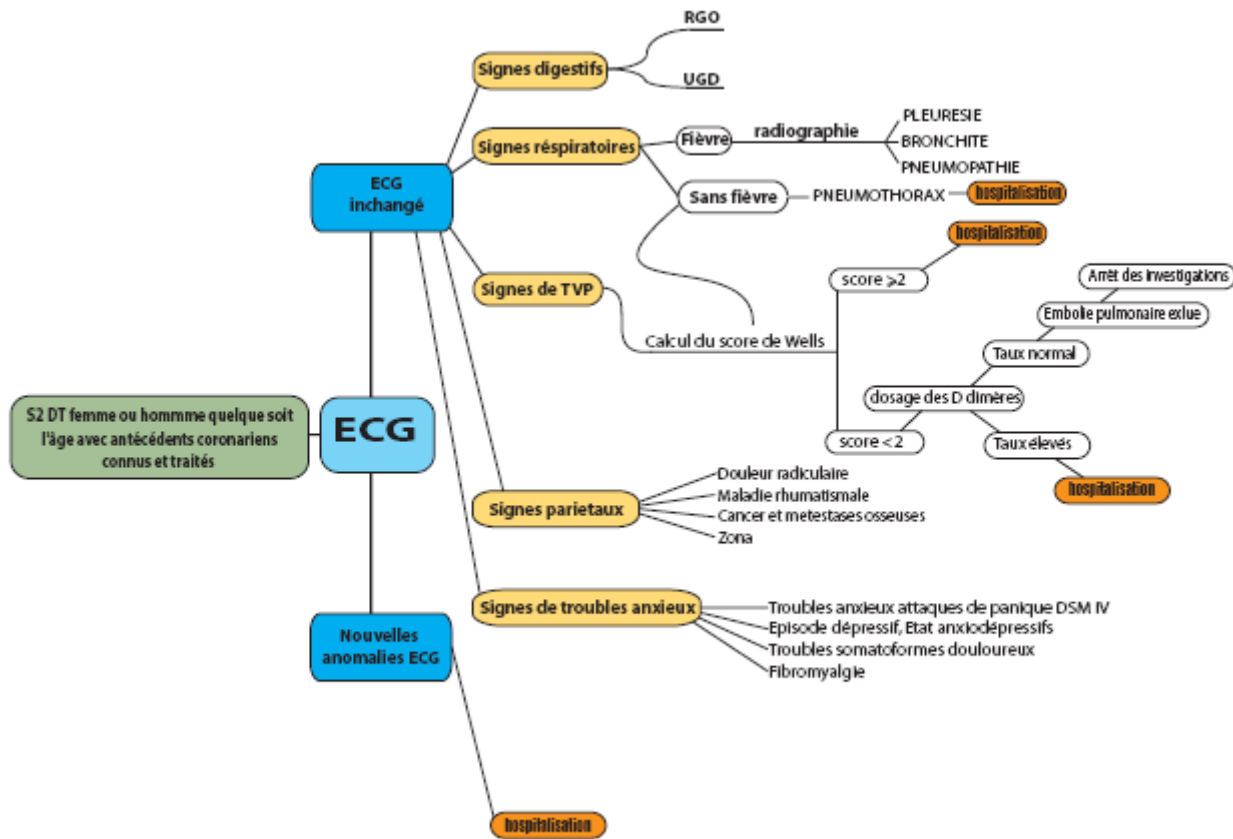 RGO
Signes digestifs
UGD
Signes réspiratoires
Fièvre
radiographie
PLEURESIE
BRONCHITE
PNEUMOPATHIE
ECG
inchangé
Sans fièvre
PNEUMOTHORAX
hospitalisation
hospitalisation
Signes de TVP
score ⩾2
Arrêt des investigations
Embolie pulmonaire exlue
Calcul du score de Wells
Taux normal
dosage des D dimères
score < 2
Taux élevés
hospitalisation
S2 DT femme ou hommme quelque soit
l'âge avec antécédents coronariens
connus et traités
ECG
Signes parietaux
Douleur radiculaire
Maladie rhumatismale
Cancer et metestases osseuses
Zona
Signes de troubles anxieux
Troubles anxieux attaques de panique DSM IV
Episode dépressif, Etat anxiodépressifs
Troubles somatoformes douloureux
Fibromyalgie
Nouvelles
anomalies ECG
hospitalisation